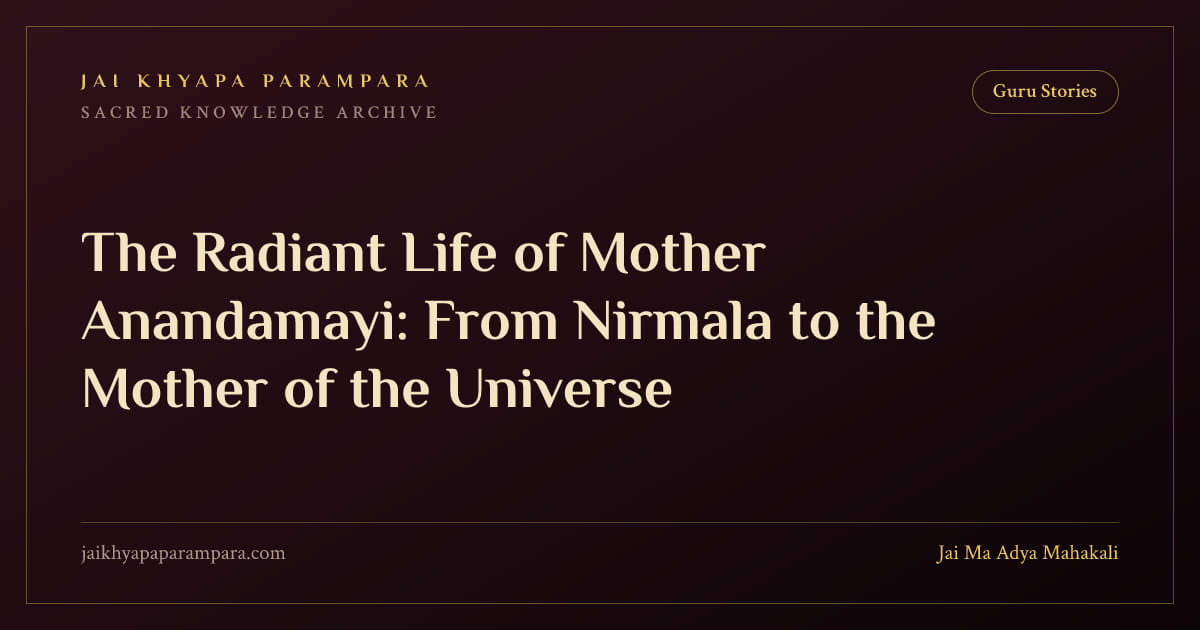 JAI KHYAPA PARAMPARA
SACRED KNOWLEDGE ARCHIVE
Guru Stories
The Radiant Life of Mother
Anandamayi: From Nirmala to the
Mother of the Universe
jaikhyapaparampara.com
Jai Ma Adya Mahakali